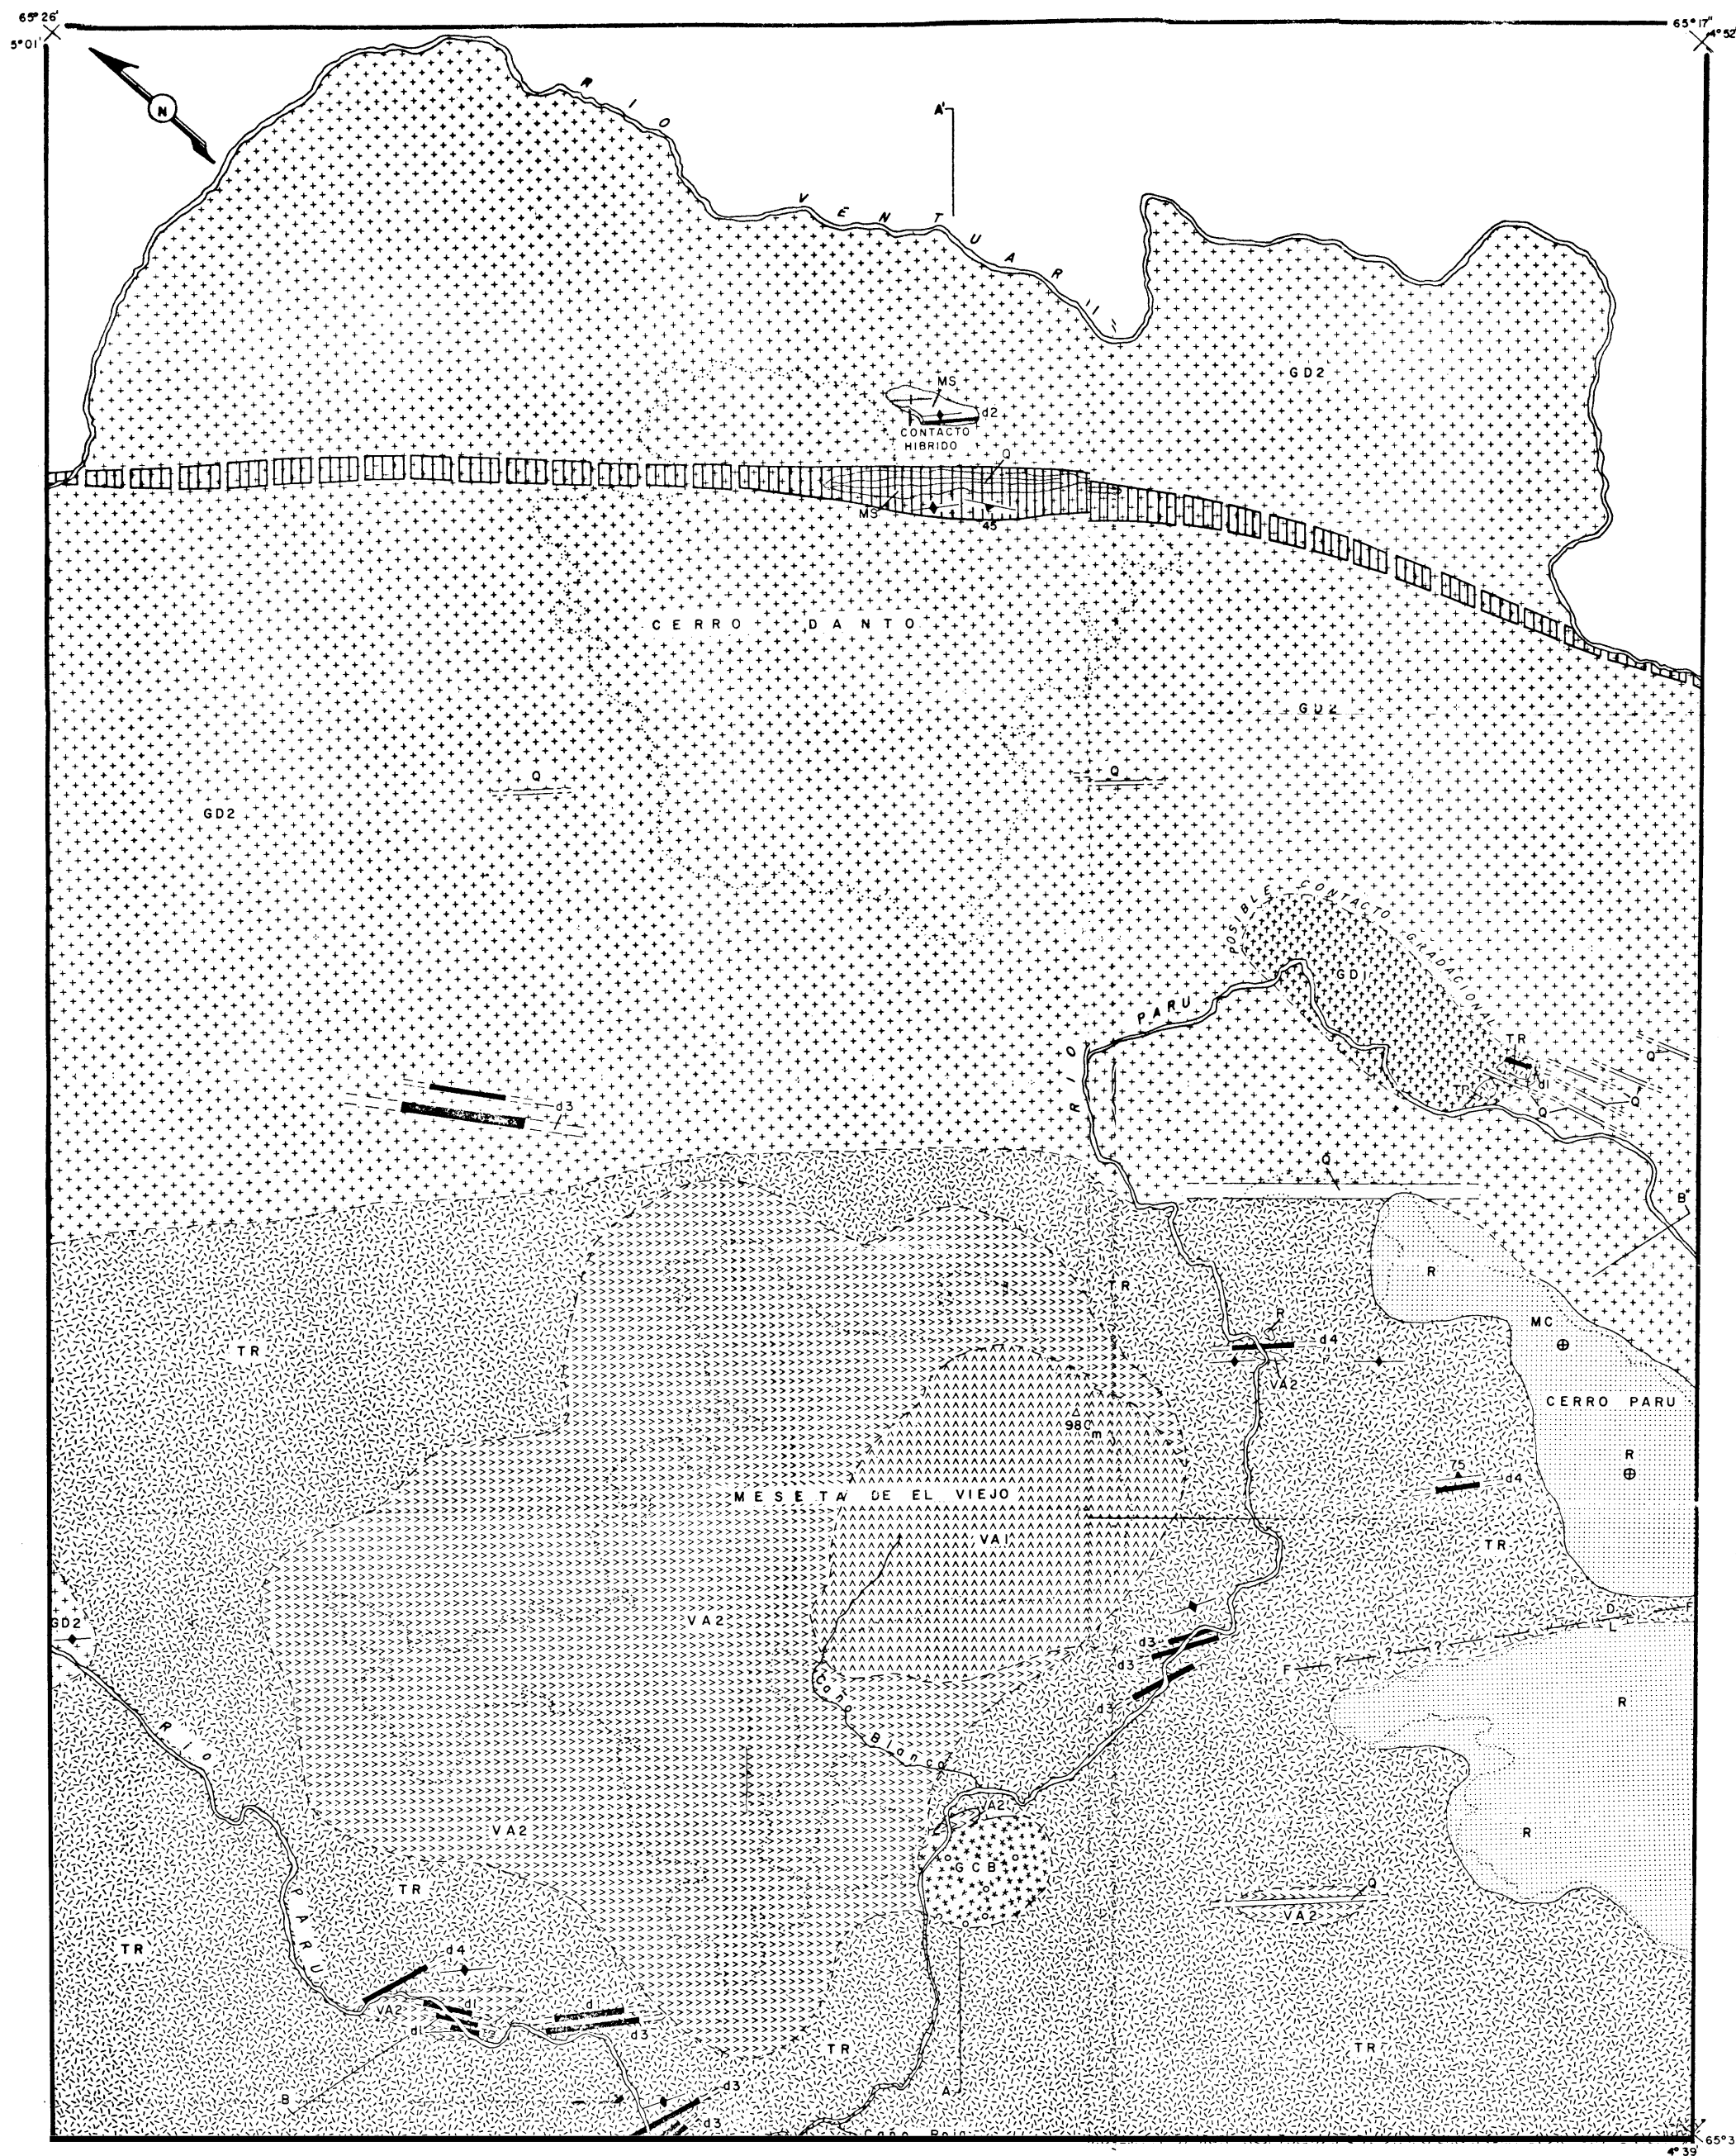 65° 26'
65° 17"
5° 01'
4° 52'
N
RIO VENTUARI
A'
GD2
MS
d2
CONTACTO
HIBRIDO
Q
MS
45
CERRO DANTO
GD2
Q
Q
GD2
POSIBLE CONTACTO GRADACIONAL
GD1
RIO PARU
TR
Q
d1
Q
Q
d3
Q
B'
TR
R
R
MC
TR
d4
VA2
CERRO PARU
R
980 m
75
d4
MESETA DE EL VIEJO
VA1
TR
VA2
GD2
D
L
d3
d3
F
?
?
d3
R
Caño Blanco
Rio PARU
VA2
VA2
R
GCB
TR
Q
VA2
TR
d4
VA2
d1
d1
d1
d3
TR
TR
B
A
d3
d3
65° 3
4° 39'